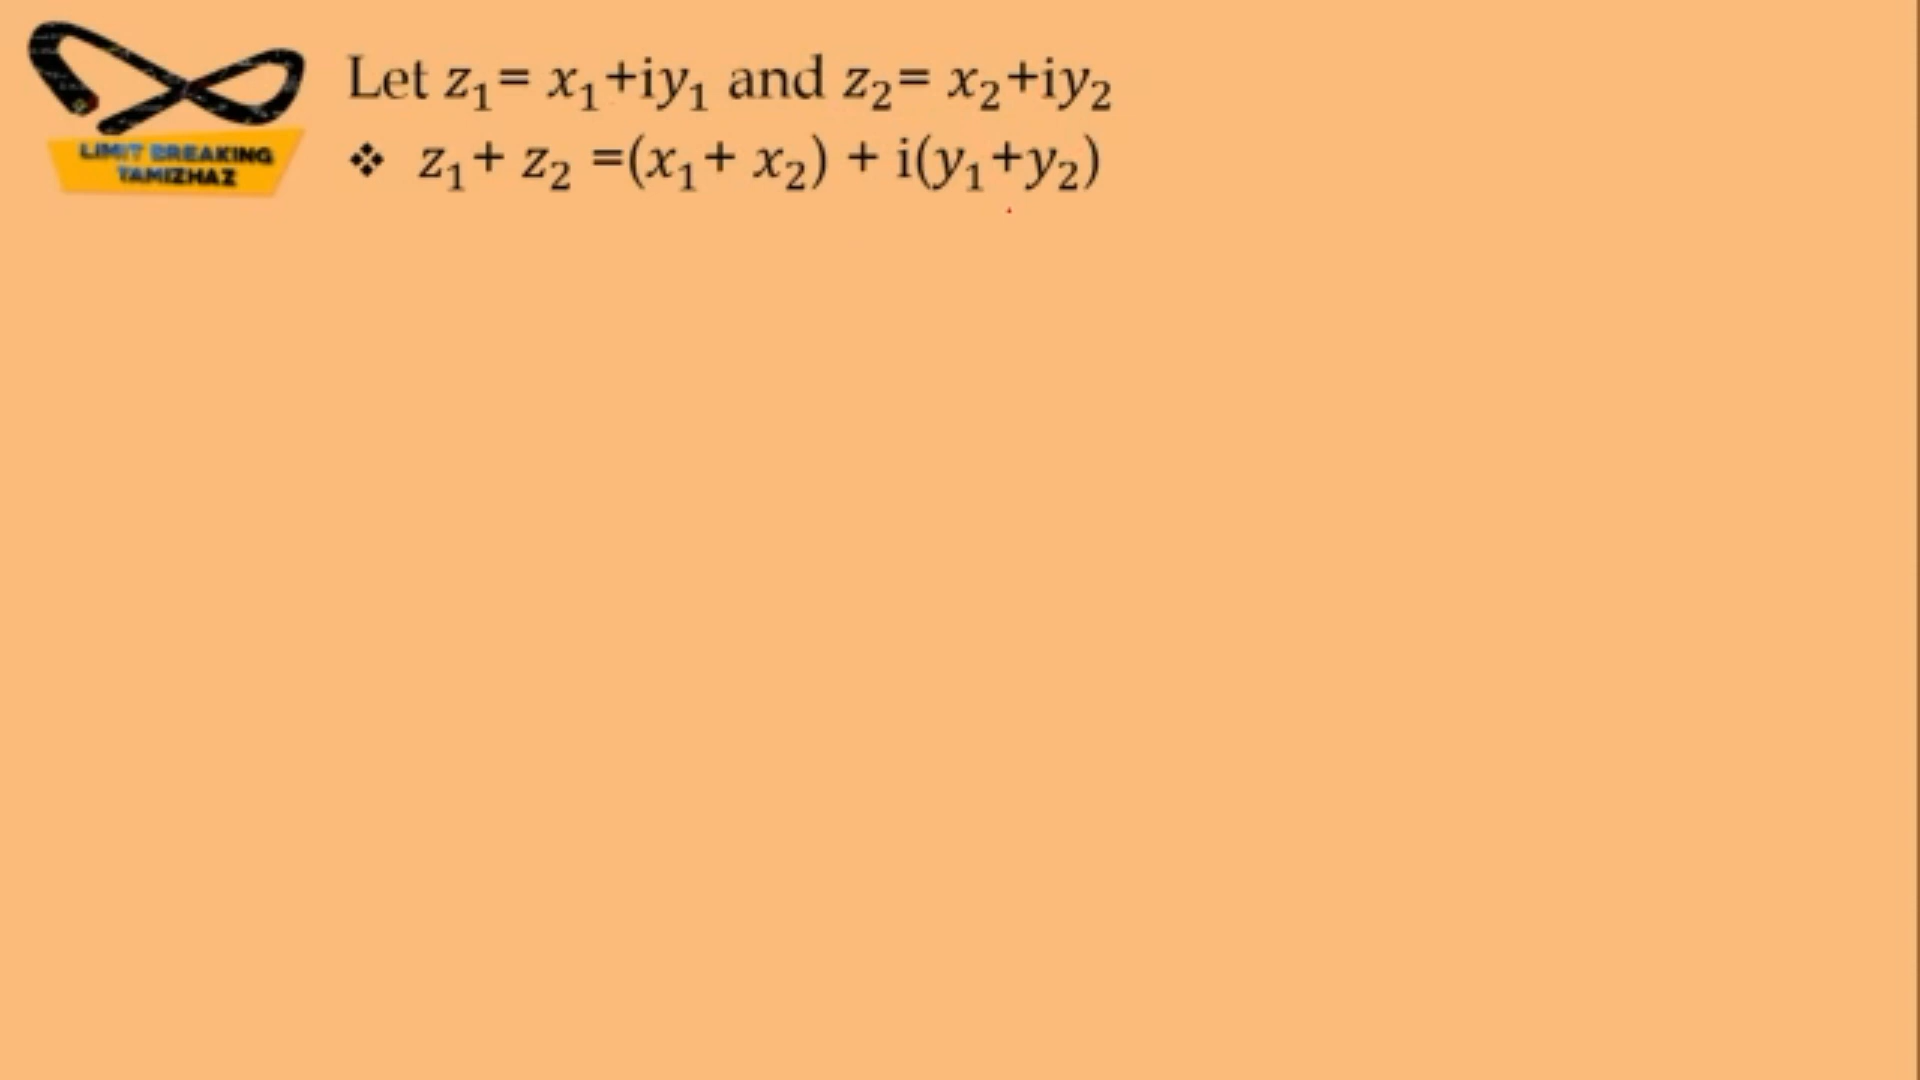 LIMIT BREAKING
TAMIZHAZ
Let z₁= x₁+iy₁ and z₂= x₂+iy₂
❖ z₁+ z₂ =(x₁+ x₂) + i(y₁+y₂)